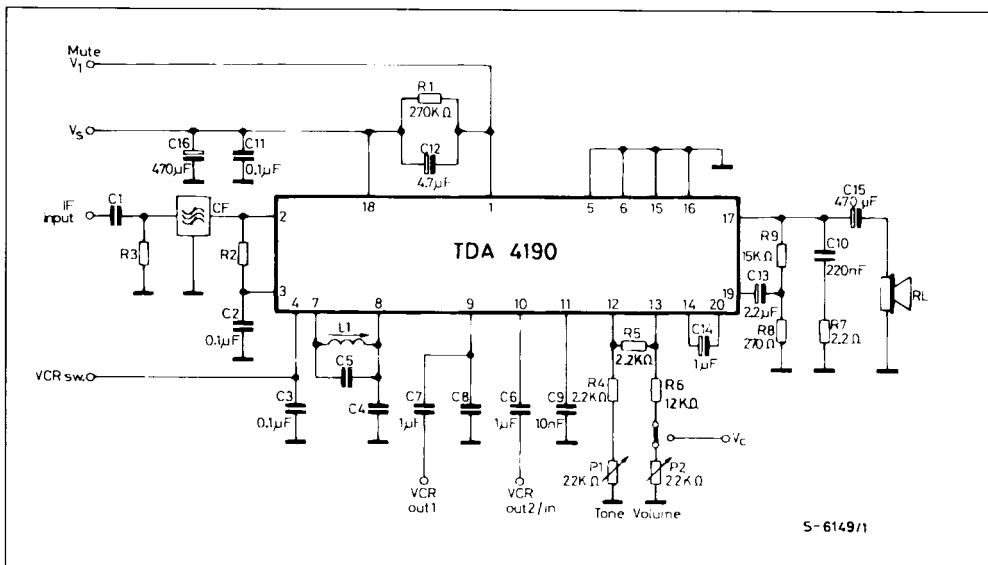 Mute
V1
R1
270KΩ
Vs
C16
470µF
C11
0.1µF
C12
4.7µF
iF
input
C1
CF
R3
R2
C2
0.1µF
18
1
5
6
15
16
2
3
17
19
TDA 4190
4
7
8
9
10
11
12
13
14
20
C15
470 µF
R9
15KΩ
C10
220nF
C13
2.2µF
R8
270Ω
R7
2.2Ω
RL
L1
C5
R5
2.2KΩ
C14
1µF
VCR sw.
C3
0.1µF
C4
C7
1µF
C8
C6
1µF
C9
10nF
R4
2.2KΩ
R6
12KΩ
Vc
P1
22KΩ
P2
22KΩ
VCR
out1
VCR
out2/in
Tone Volume
S-6149/1